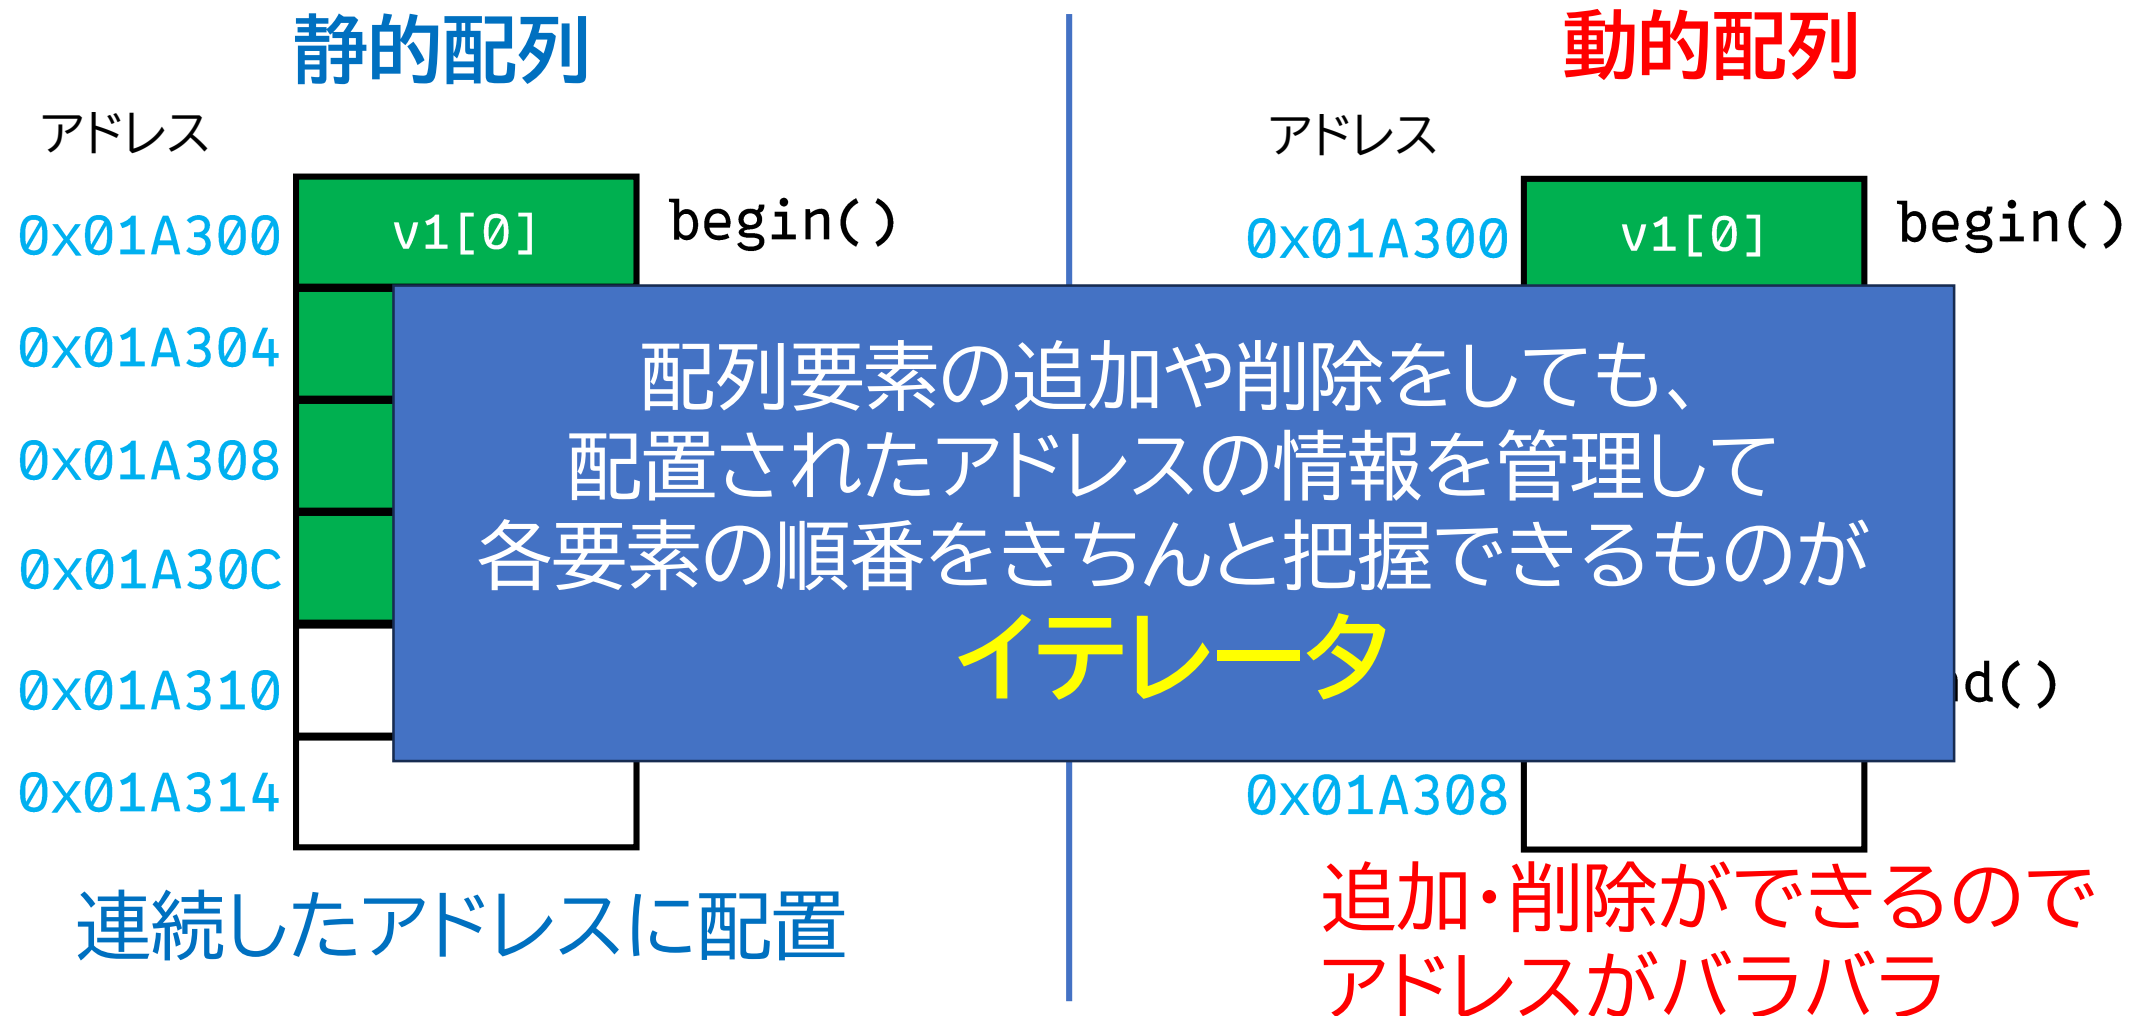 静的配列
アドレス
0x01A300
v1[0]
begin()
0x01A304
0x01A308
0x01A30C
0x01A310
0x01A314
連続したアドレスに配置
動的配列
アドレス
0x01A300
v1[0]
begin()
配列要素の追加や削除をしても、
配置されたアドレスの情報を管理して
各要素の順番をきちんと把握できるものが
イテレータ
d()
0x01A308
追加・削除ができるので
アドレスがバラバラ